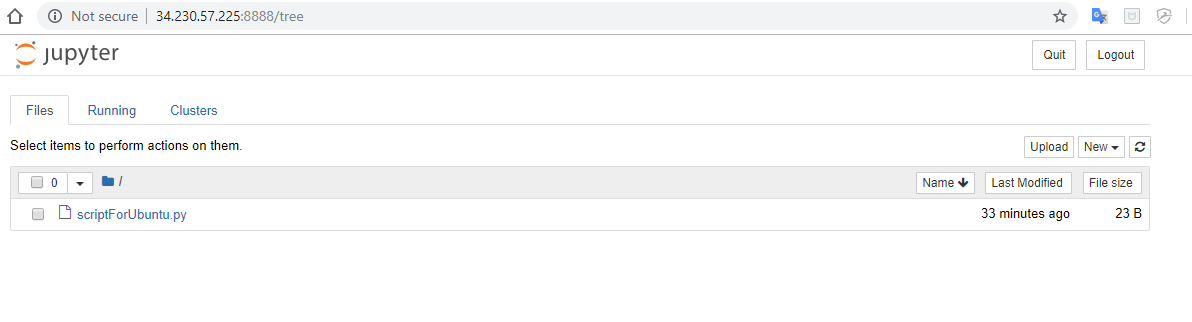 Not secure 34.230.57.225:8888/tree
jupyter Quit Logout
Files Running Clusters
Select items to perform actions on them. Upload New
0 / Name Last Modified File size
scriptForUbuntu.py 33 minutes ago 23 B